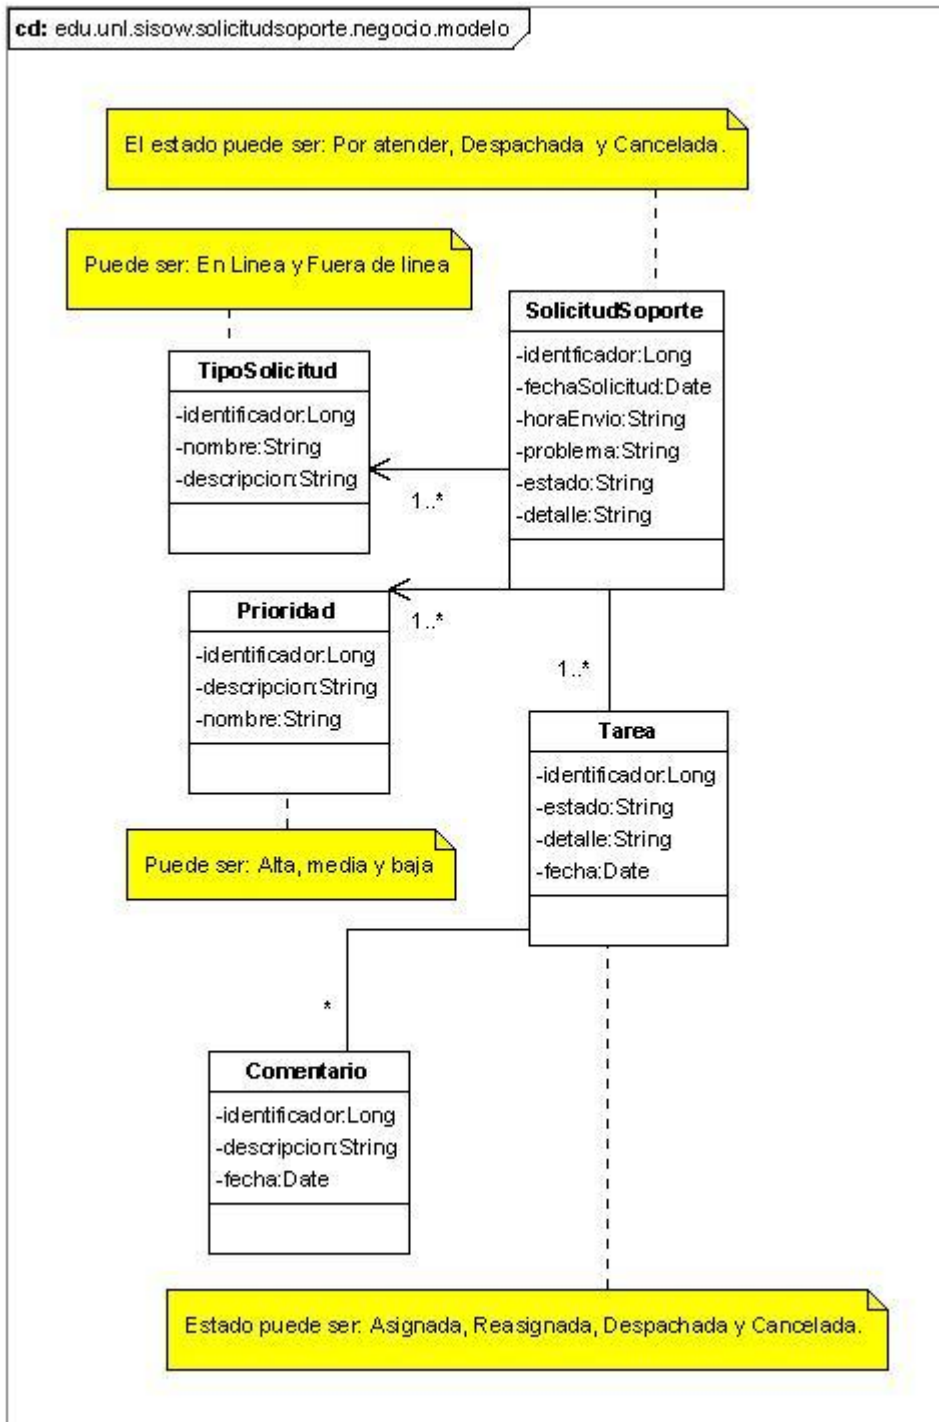 cd: edu.unl.sisow.solicitudsoporte.negocio.modelo
El estado puede ser: Por atender, Despachada y Cancelada.
Puede ser: En Linea y Fuera de linea
SolicitudSoporte
-identficador:Long
-fechaSolicitud:Date
-horaEnvio:String
-problema:String
-estado:String
-detalle:String
TipoSolicitud
-identificador:Long
-nombre:String
-descripcion:String
1..*
Prioridad
-identificador:Long
-descripcion:String
-nombre:String
1..*
1..*
Tarea
-identificador:Long
-estado:String
-detalle:String
-fecha:Date
Puede ser: Alta, media y baja
*
Comentario
-identificador:Long
-descripcion:String
-fecha:Date
Estado puede ser: Asignada, Reasignada, Despachada y Cancelada.